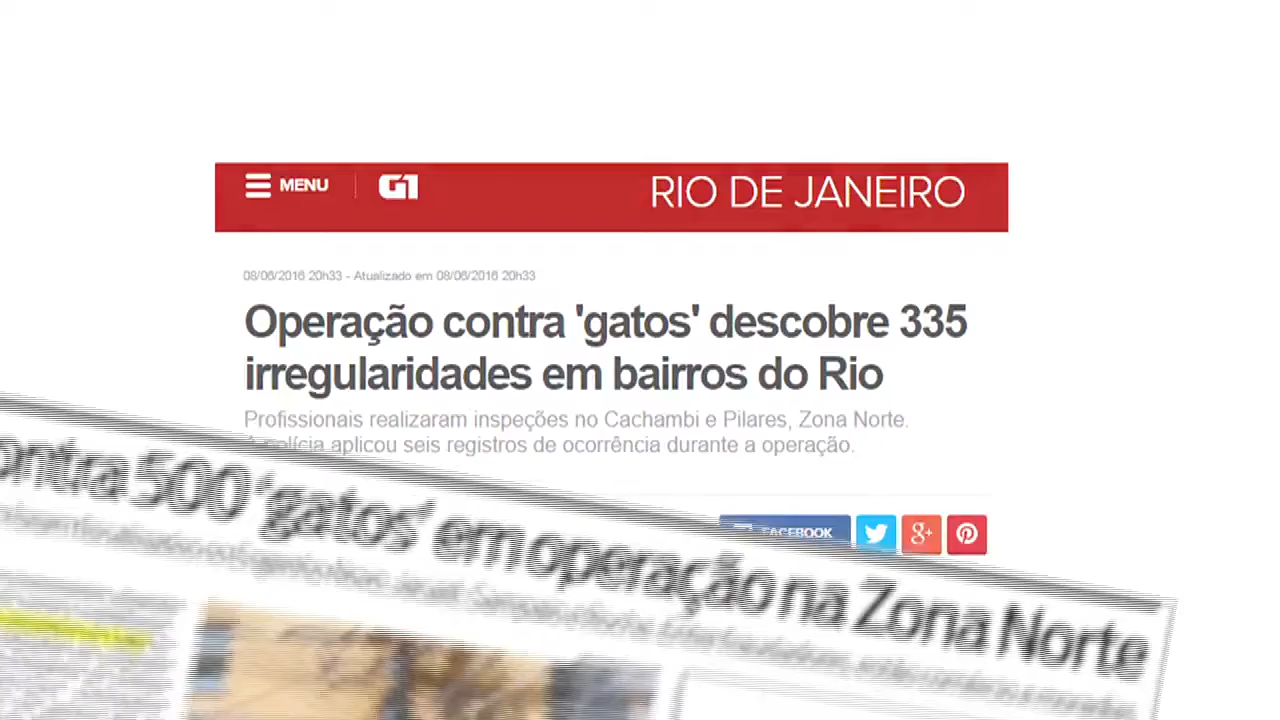 MENU G1 RIO DE JANEIRO
08/06/2016 20h33 - Atualizado em 08/06/2016 20h33
Operação contra 'gatos' descobre 335
irregularidades em bairros do Rio
Profissionais realizaram inspeções no Cachambi e Pilares, Zona Norte.
A polícia aplicou seis registros de ocorrência durante a operação.
FACEBOOK g+
ontra 500 'gatos' em operação na Zona Norte